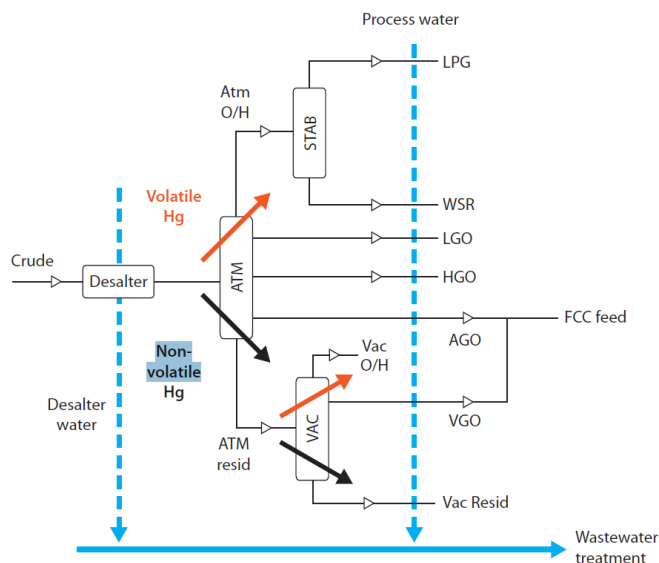 Process water
LPG
Atm
O/H
STAB
Volatile
Hg
WSR
LGO
Crude
Desalter
ATM
HGO
FCC feed
AGO
Non-
volatile
Hg
Vac
O/H
Desalter
water
VAC
VGO
ATM
resid
Vac Resid
Wastewater
treatment